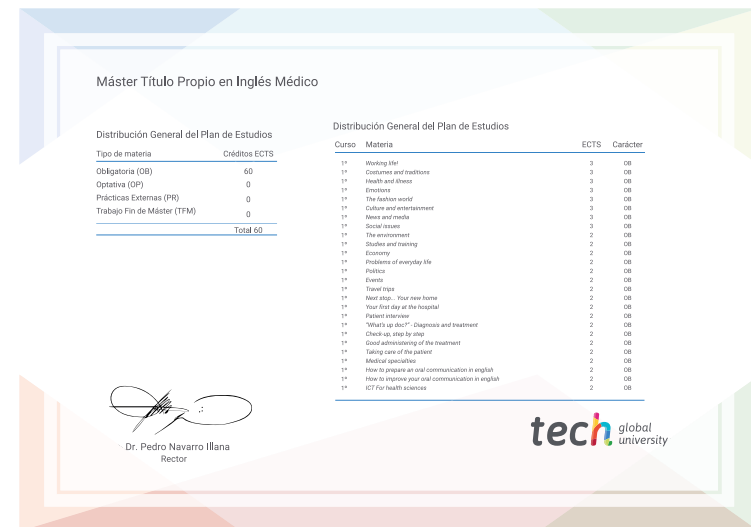 Máster Título Propio en Inglés Médico
Distribución General del Plan de Estudios
Tipo de materia Créditos ECTS
Obligatoria (OB) 60
Optativa (OP) 0
Prácticas Externas (PR) 0
Trabajo Fin de Máster (TFM) 0
Total 60
Distribución General del Plan de Estudios
Curso Materia ECTS Carácter
1º Working life! 3 OB
1º Costumes and traditions 3 OB
1º Health and illness 3 OB
1º Emotions 3 OB
1º The fashion world 3 OB
1º Culture and entertainment 3 OB
1º News and media 3 OB
1º Social issues 3 OB
1º The environment 2 OB
1º Studies and training 2 OB
1º Economy 2 OB
1º Problems of everyday life 2 OB
1º Politics 2 OB
1º Events 2 OB
1º Travel trips 2 OB
1º Next stop... Your new home 2 OB
1º Your first day at the hospital 2 OB
1º Patient interview 2 OB
1º "What's up doc?" - Diagnosis and treatment 2 OB
1º Check-up, step by step 2 OB
1º Good administering of the treatment 2 OB
1º Taking care of the patient 2 OB
1º Medical specialties 2 OB
1º How to prepare an oral communication in english 2 OB
1º How to improve your oral communication in english 2 OB
1º ICT For health sciences 2 OB
Dr. Pedro Navarro Illana
Rector
tech global
university